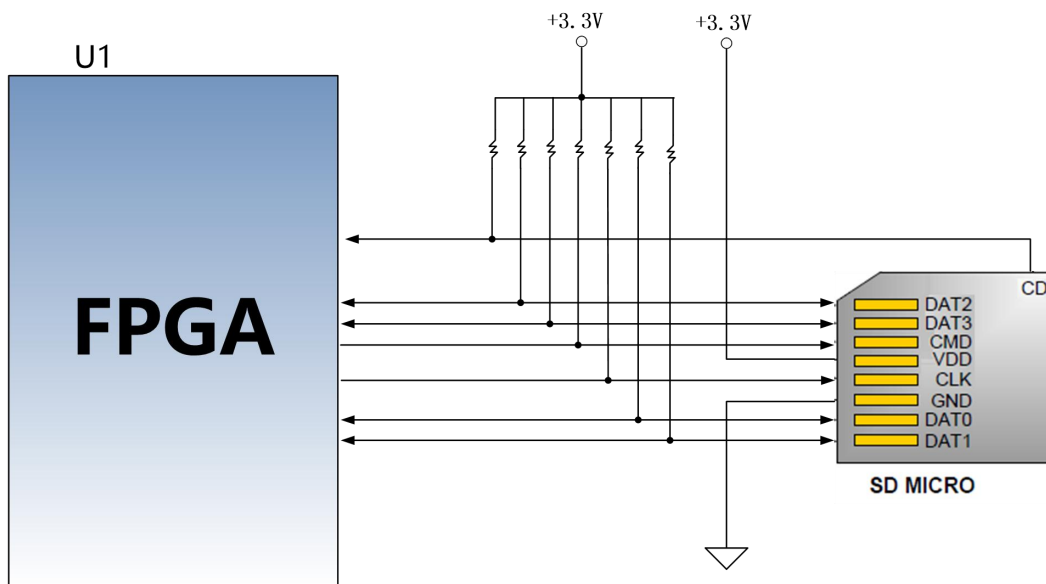 +3.3V
+3.3V
U1
FPGA
CD
DAT2
DAT3
CMD
VDD
CLK
GND
DAT0
DAT1
SD MICRO